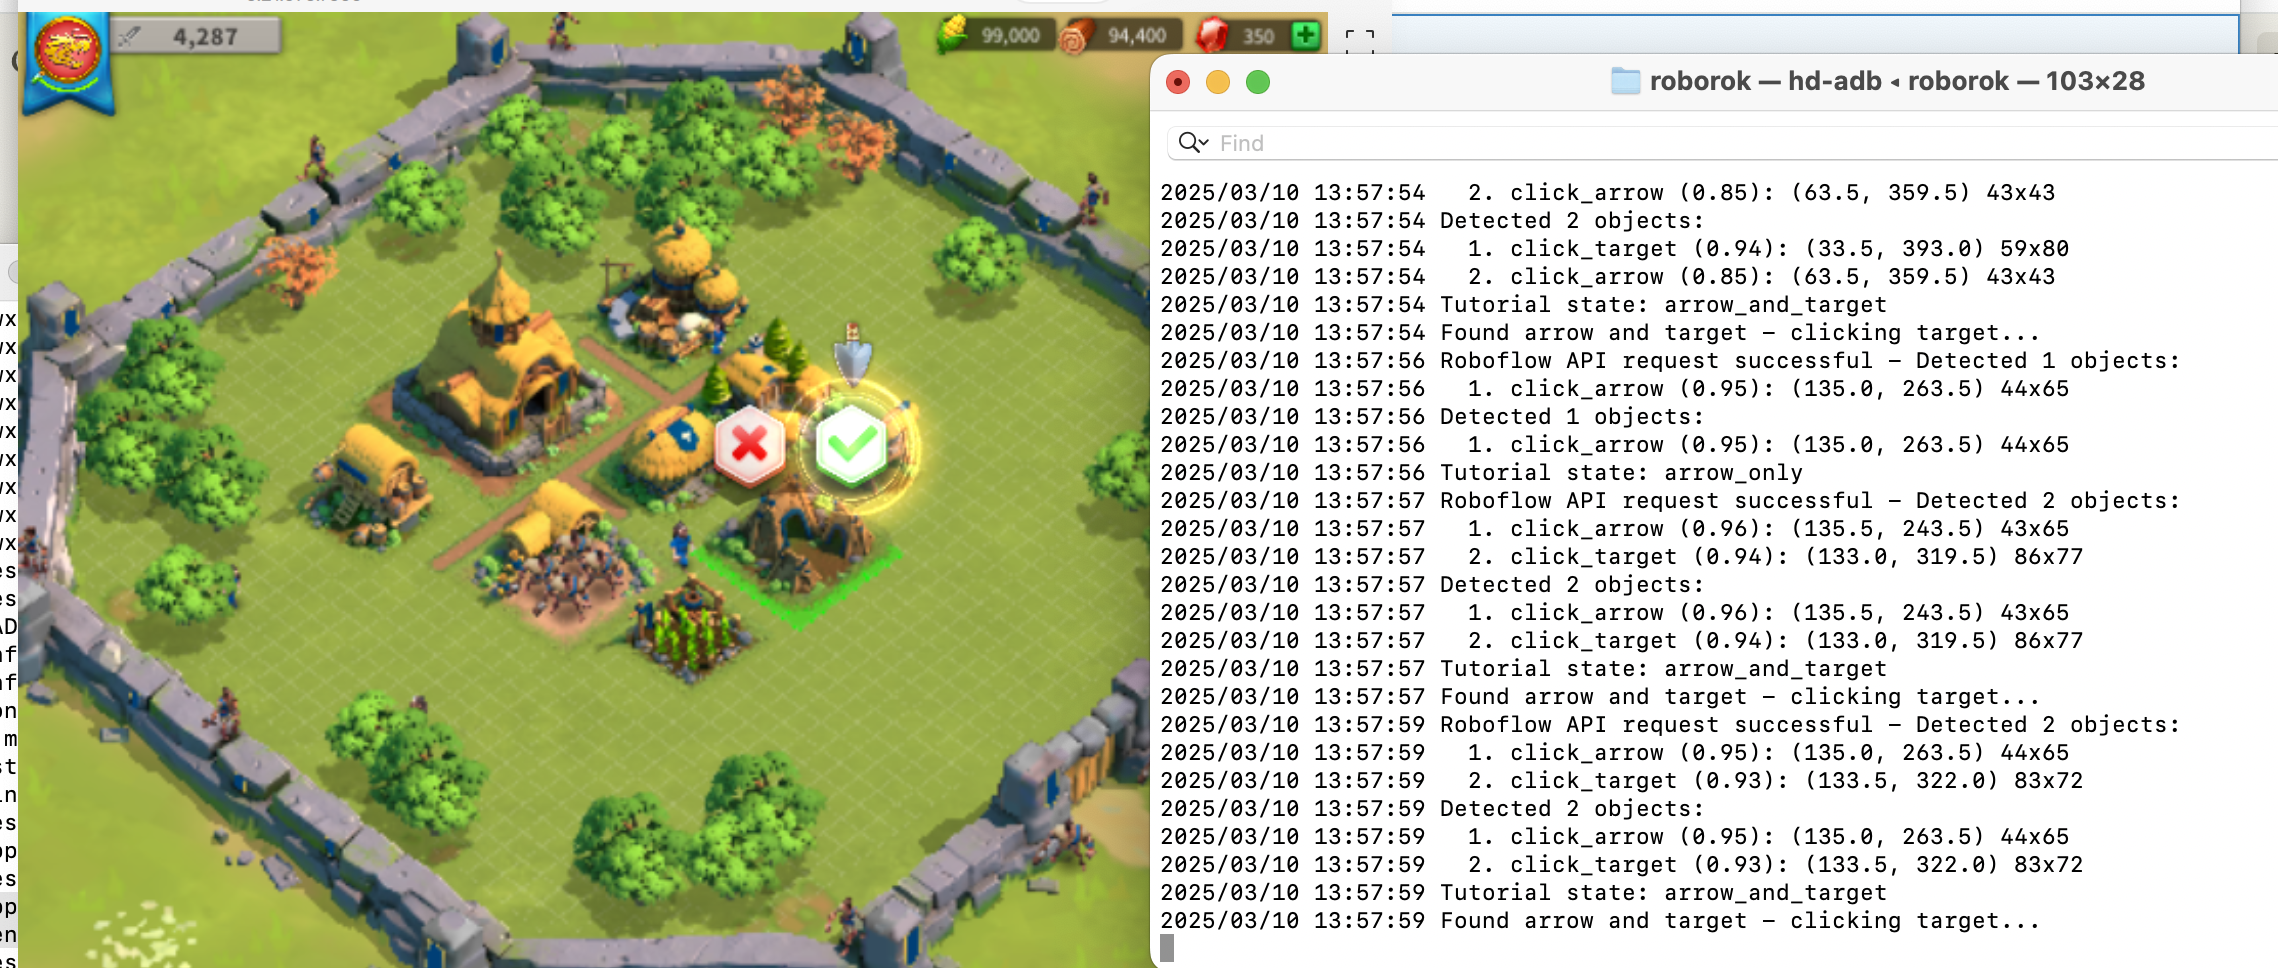 4,287
99,000
94,400
350
roborok — hd-adb ◂ roborok — 103×28
Find
2025/03/10 13:57:54   2. click_arrow (0.85): (63.5, 359.5) 43x43
2025/03/10 13:57:54 Detected 2 objects:
2025/03/10 13:57:54   1. click_target (0.94): (33.5, 393.0) 59x80
2025/03/10 13:57:54   2. click_arrow (0.85): (63.5, 359.5) 43x43
2025/03/10 13:57:54 Tutorial state: arrow_and_target
2025/03/10 13:57:54 Found arrow and target – clicking target...
2025/03/10 13:57:56 Roboflow API request successful – Detected 1 objects:
2025/03/10 13:57:56   1. click_arrow (0.95): (135.0, 263.5) 44x65
2025/03/10 13:57:56 Detected 1 objects:
2025/03/10 13:57:56   1. click_arrow (0.95): (135.0, 263.5) 44x65
2025/03/10 13:57:56 Tutorial state: arrow_only
2025/03/10 13:57:57 Roboflow API request successful – Detected 2 objects:
2025/03/10 13:57:57   1. click_arrow (0.96): (135.5, 243.5) 43x65
2025/03/10 13:57:57   2. click_target (0.94): (133.0, 319.5) 86x77
2025/03/10 13:57:57 Detected 2 objects:
2025/03/10 13:57:57   1. click_arrow (0.96): (135.5, 243.5) 43x65
2025/03/10 13:57:57   2. click_target (0.94): (133.0, 319.5) 86x77
2025/03/10 13:57:57 Tutorial state: arrow_and_target
2025/03/10 13:57:57 Found arrow and target – clicking target...
2025/03/10 13:57:59 Roboflow API request successful – Detected 2 objects:
2025/03/10 13:57:59   1. click_arrow (0.95): (135.0, 263.5) 44x65
2025/03/10 13:57:59   2. click_target (0.93): (133.5, 322.0) 83x72
2025/03/10 13:57:59 Detected 2 objects:
2025/03/10 13:57:59   1. click_arrow (0.95): (135.0, 263.5) 44x65
2025/03/10 13:57:59   2. click_target (0.93): (133.5, 322.0) 83x72
2025/03/10 13:57:59 Tutorial state: arrow_and_target
2025/03/10 13:57:59 Found arrow and target – clicking target...